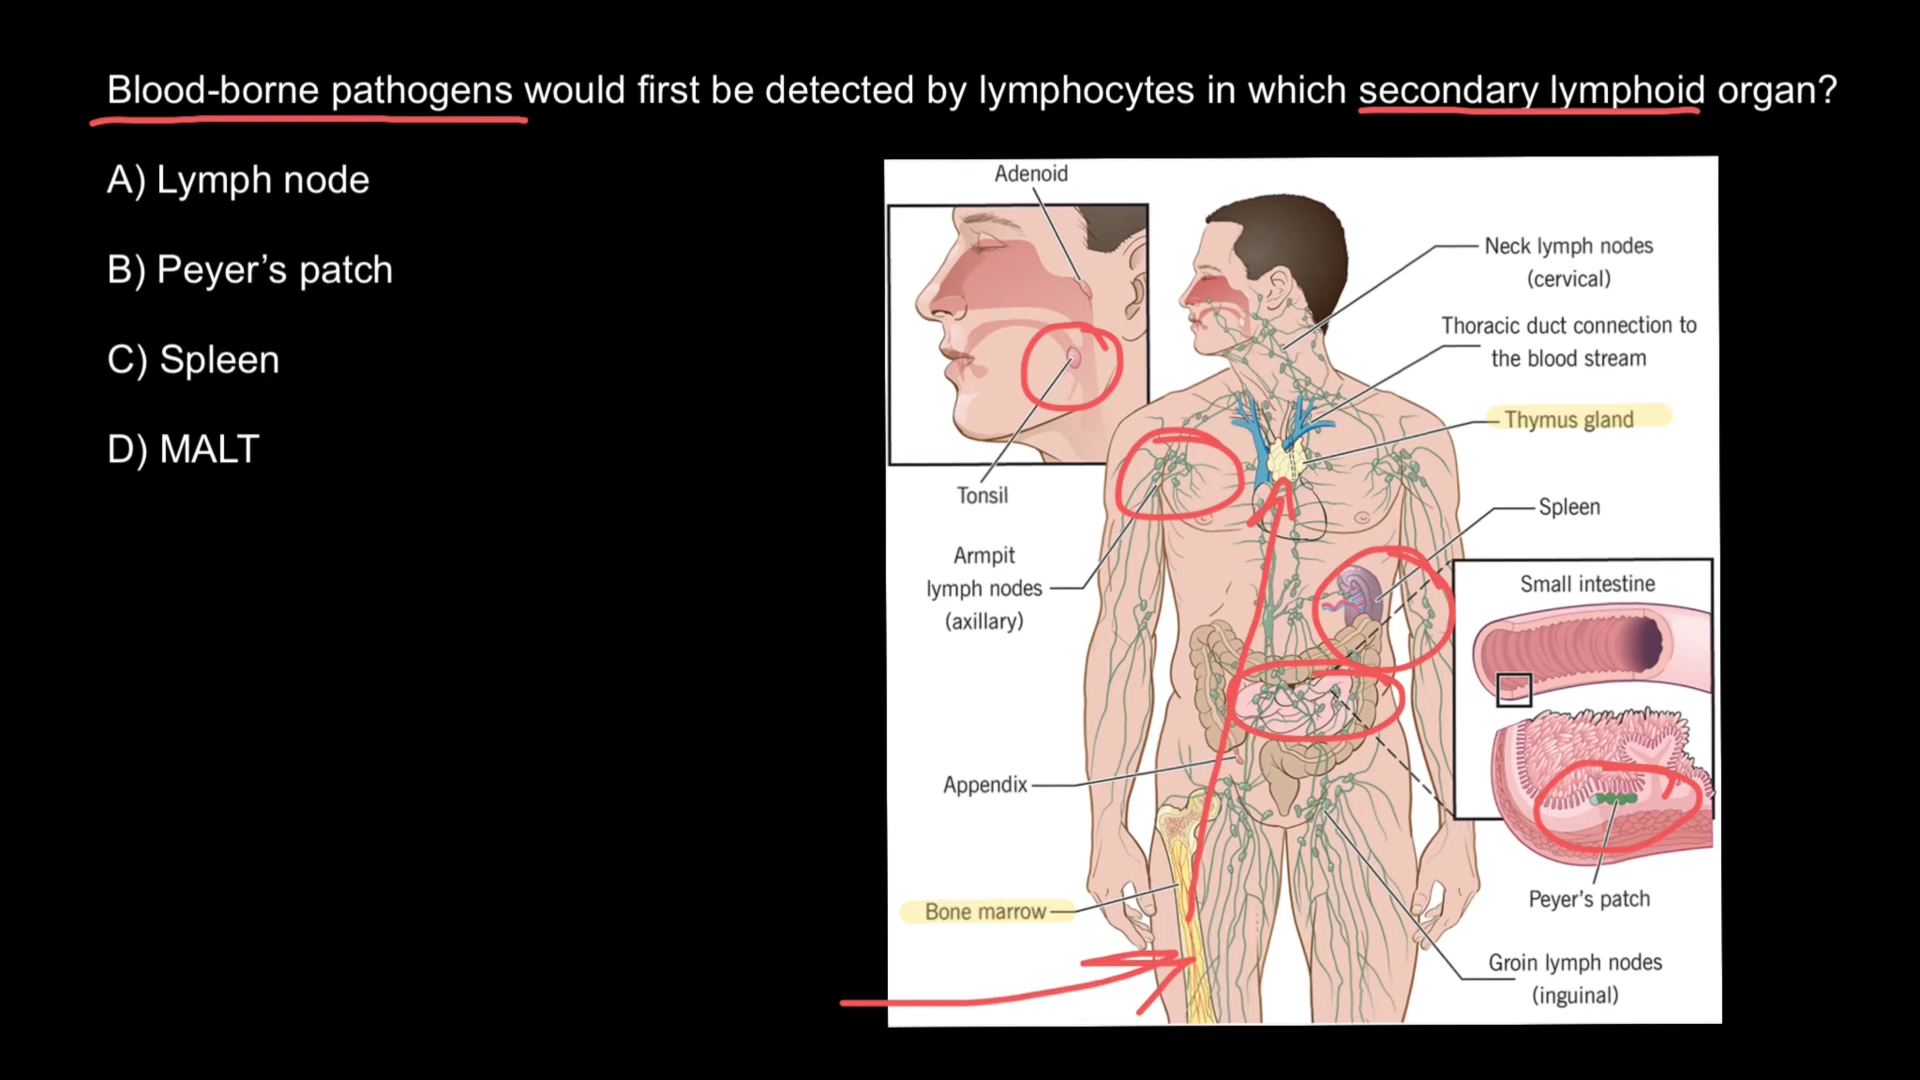 Blood-borne pathogens would first be detected by lymphocytes in which secondary lymphoid organ?
A) Lymph node
B) Peyer’s patch
C) Spleen
D) MALT
Adenoid
Tonsil
Armpit
lymph nodes
(axillary)
Appendix
Bone marrow
Neck lymph nodes
(cervical)
Thoracic duct connection to
the blood stream
Thymus gland
Spleen
Small intestine
Peyer’s patch
Groin lymph nodes
(inguinal)